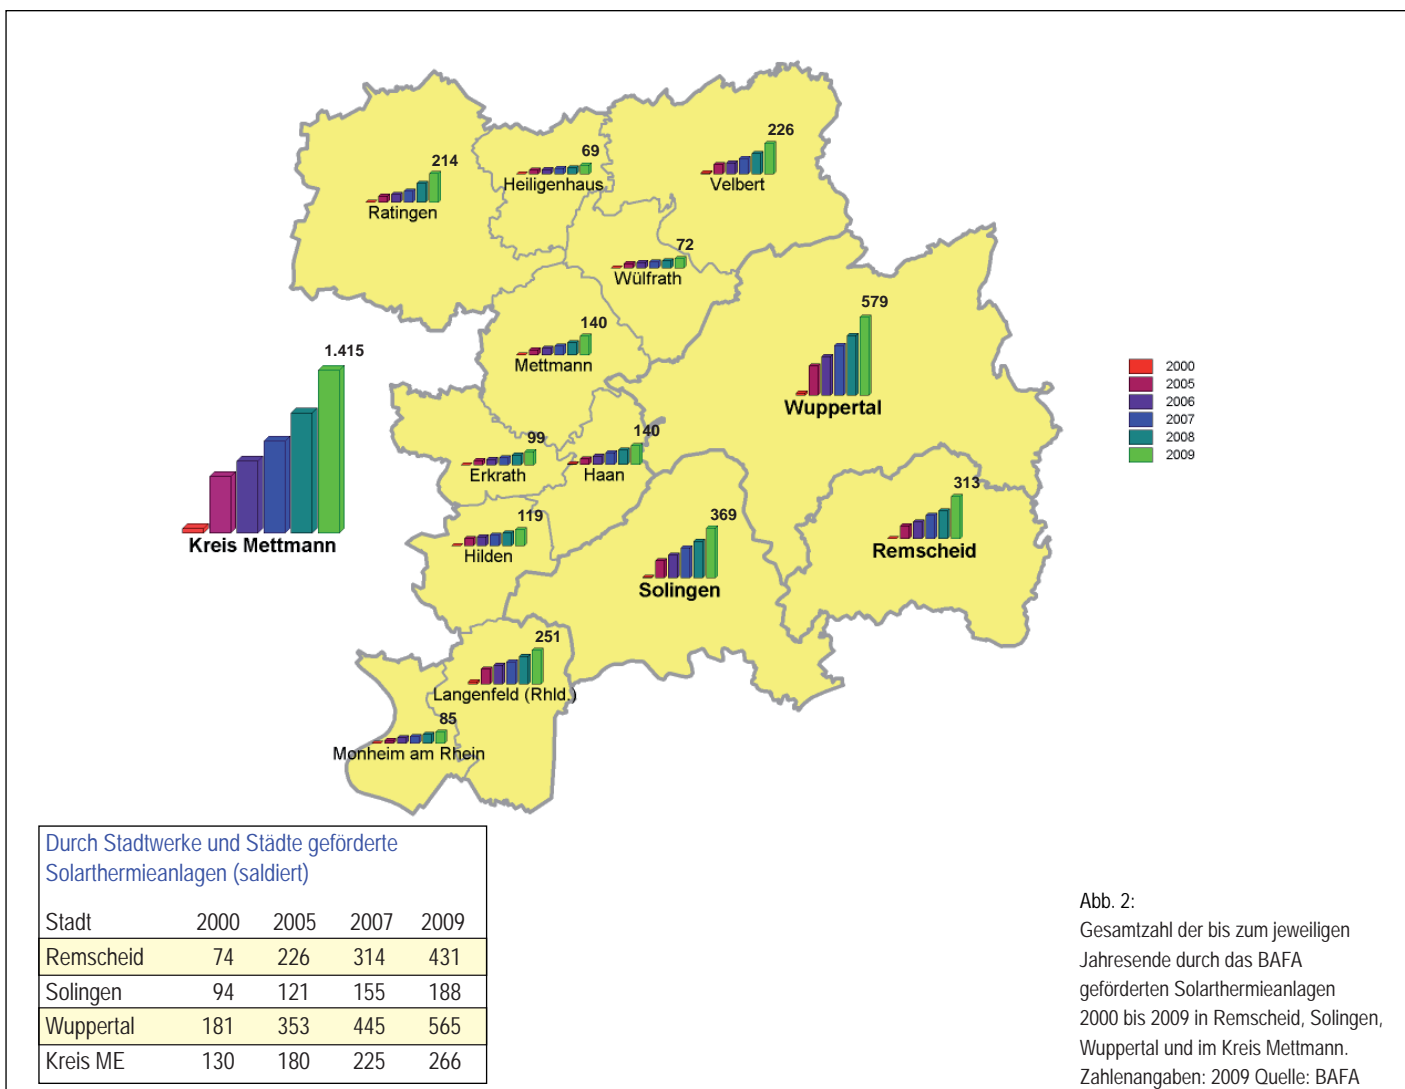 226
Velbert
69
Heiligenhaus
214
Ratingen
72
Wülfrath
579
Wuppertal
140
Mettmann
1.415
Kreis Mettmann
2000
2005
2006
2007
2008
2009
99
Erkrath
140
Haan
313
Remscheid
119
Hilden
369
Solingen
251
Langenfeld (Rhld.)
85
Monheim am Rhein
Durch Stadtwerke und Städte geförderte
Solarthermieanlagen (saldiert)
Stadt 2000 2005 2007 2009
Remscheid 74 226 314 431
Solingen 94 121 155 188
Wuppertal 181 353 445 565
Kreis ME 130 180 225 266
Abb. 2:
Gesamtzahl der bis zum jeweiligen
Jahresende durch das BAFA
geförderten Solarthermieanlagen
2000 bis 2009 in Remscheid, Solingen,
Wuppertal und im Kreis Mettmann.
Zahlenangaben: 2009 Quelle: BAFA